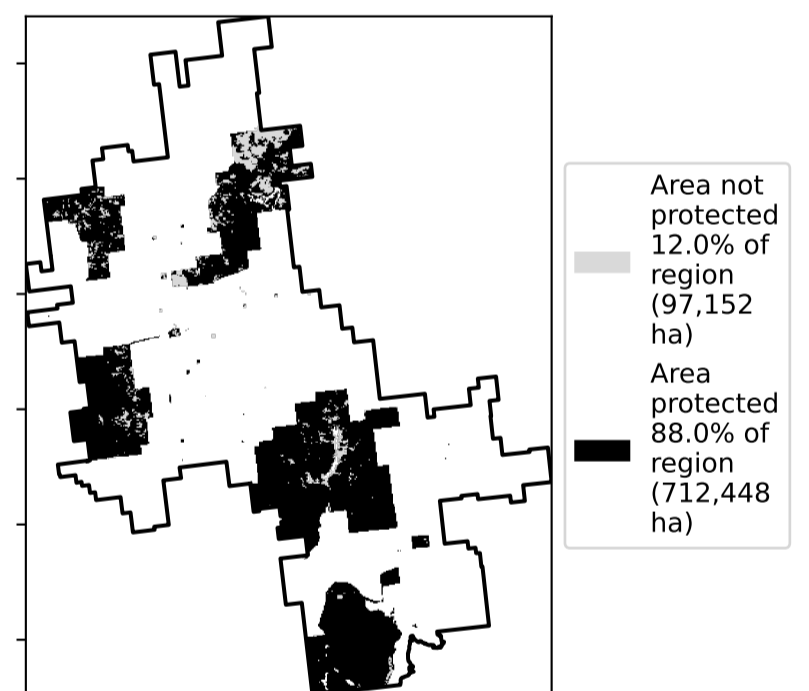 Area not
protected
12.0% of
region
(97,152
ha)
Area
protected
88.0% of
region
(712,448
ha)